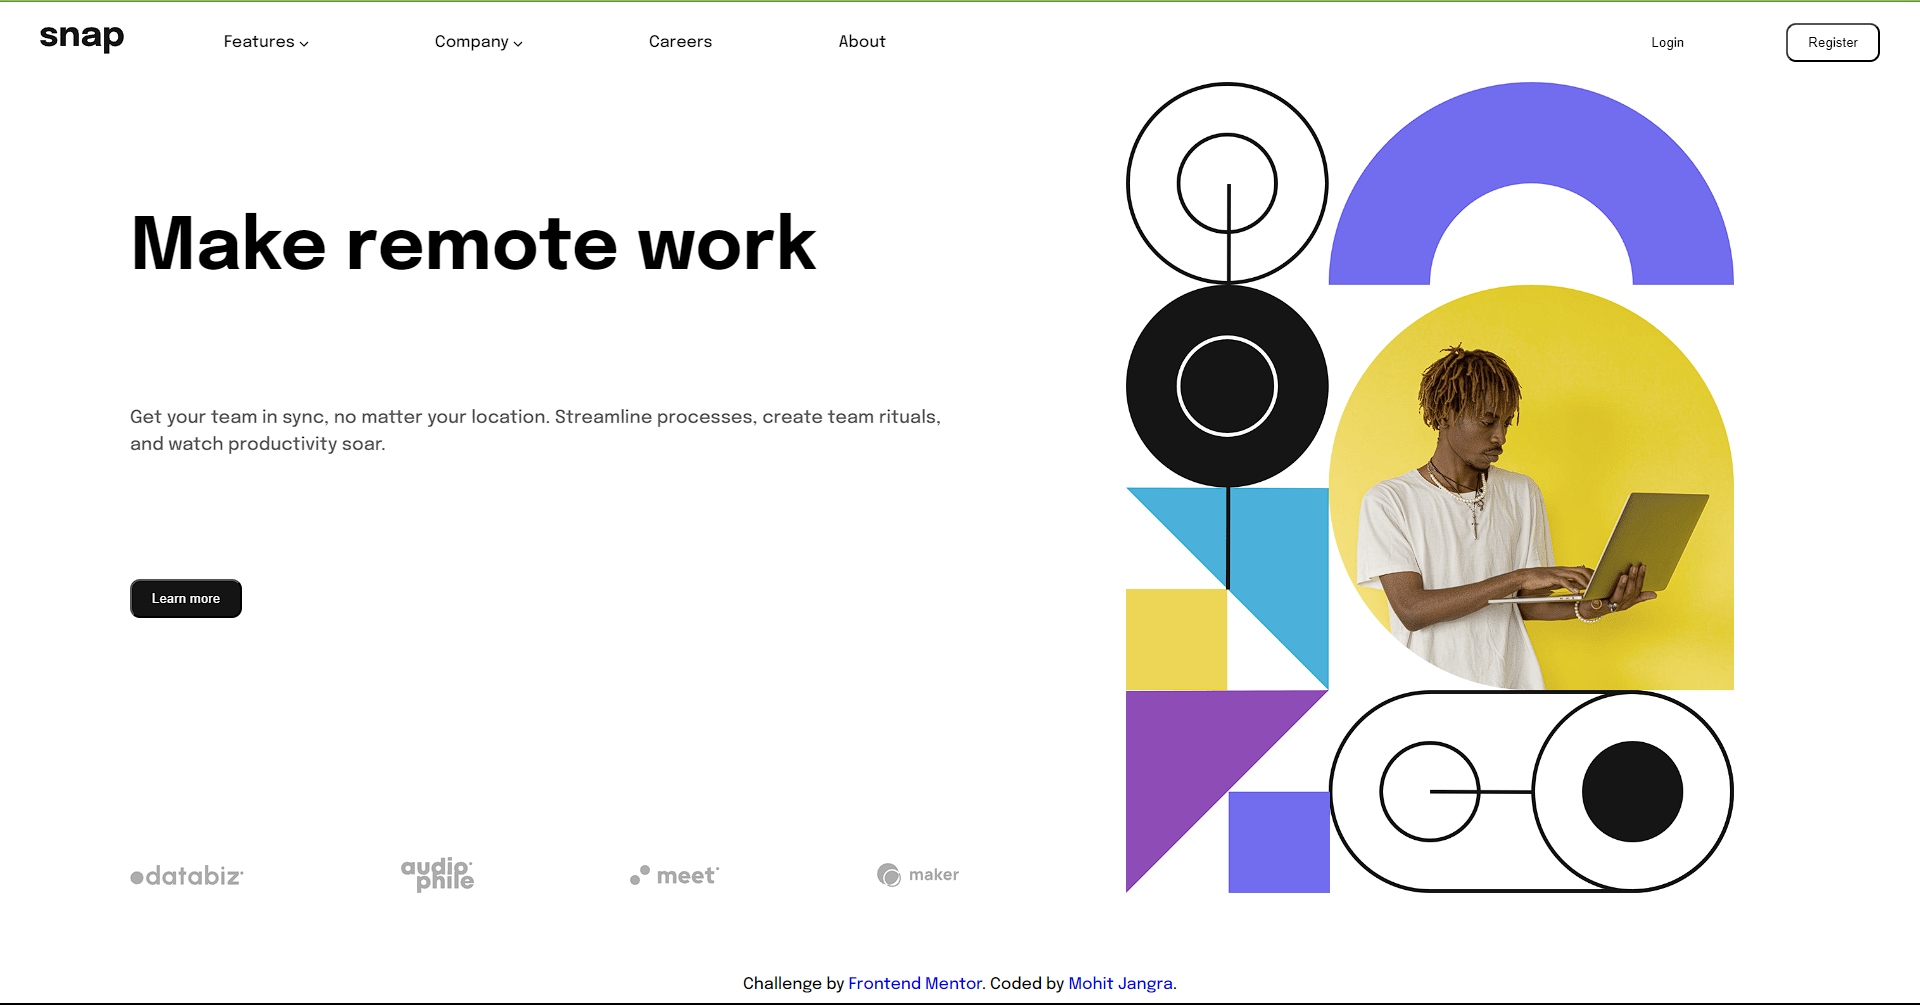 snap
Features
Company
Careers
About
Login
Register
Make remote work
Get your team in sync, no matter your location. Streamline processes, create team rituals,
and watch productivity soar.
Learn more
databiz
audio
phile
meet
maker
Challenge by Frontend Mentor. Coded by Mohit Jangra.